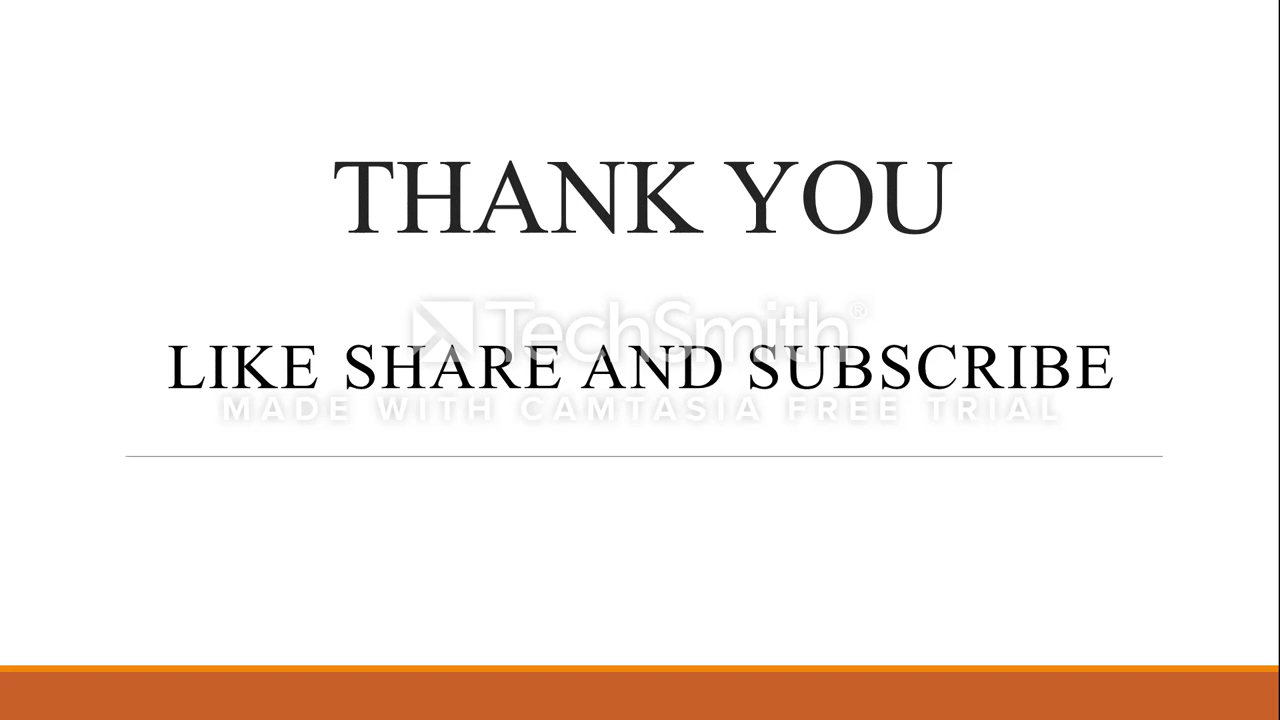 THANK YOU
TechSmith®
LIKE SHARE AND SUBSCRIBE
MADE WITH CAMTASIA FREE TRIAL